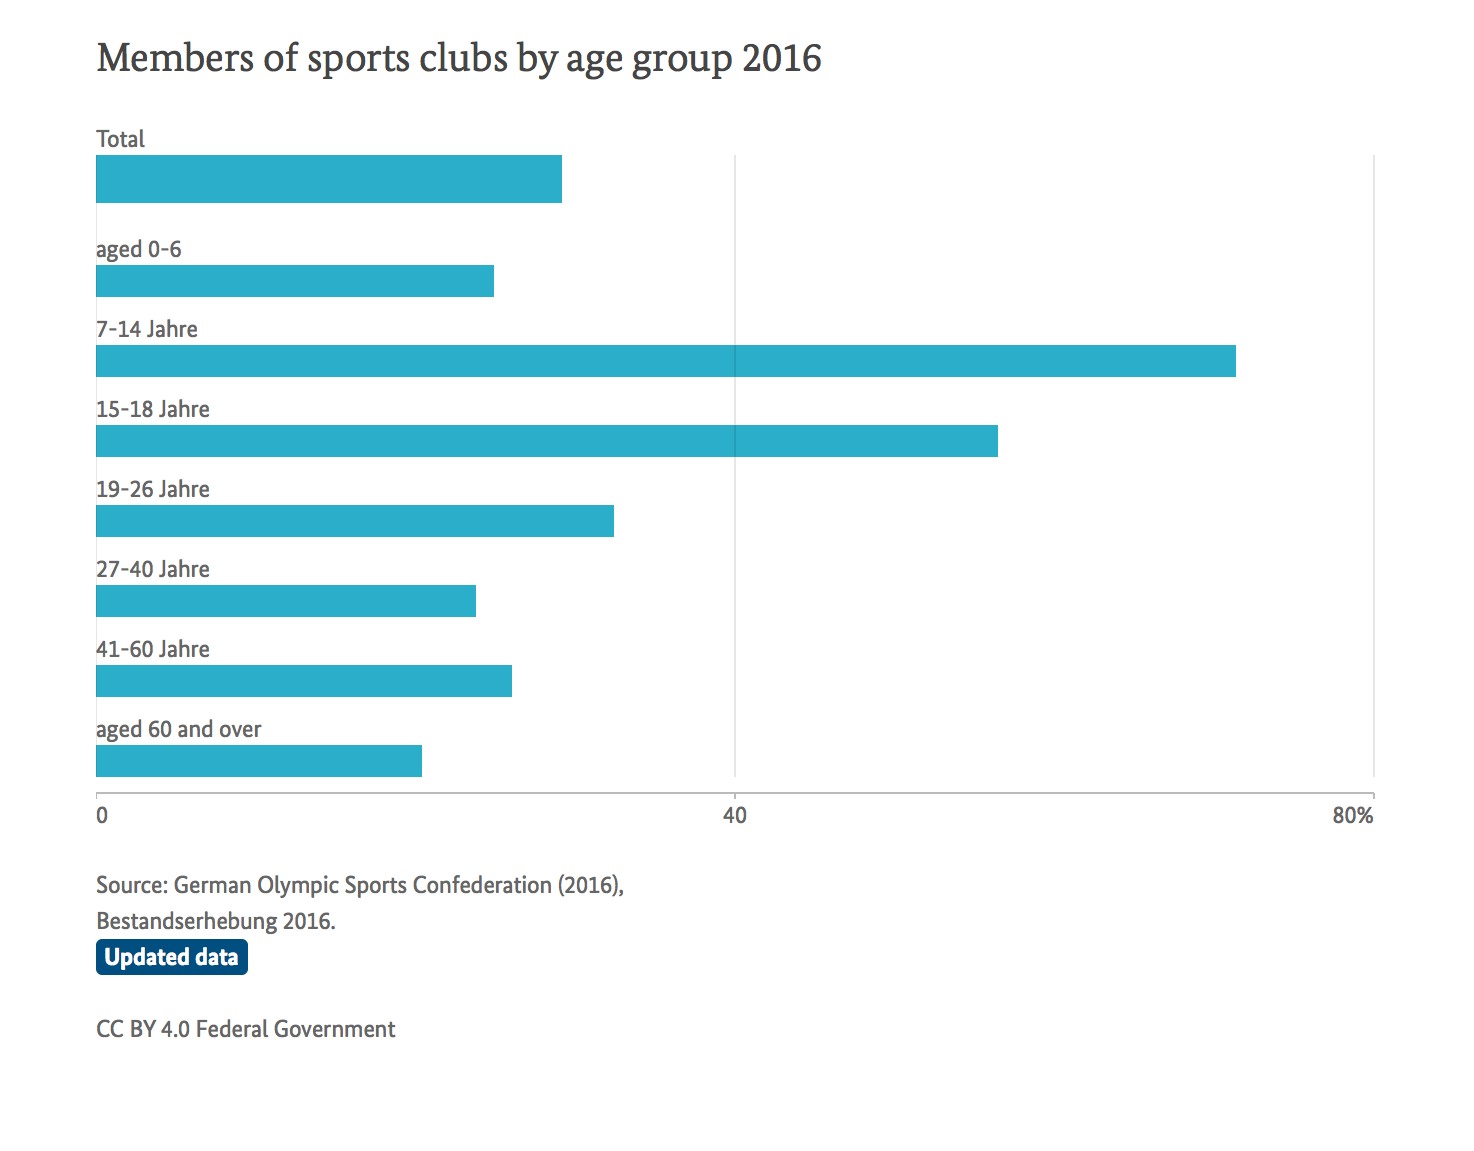 Members of sports clubs by age group 2016
Total
aged 0-6
7-14 Jahre
15-18 Jahre
19-26 Jahre
27-40 Jahre
41-60 Jahre
aged 60 and over
0 40 80%
Source: German Olympic Sports Confederation (2016),
Bestandserhebung 2016.
Updated data
CC BY 4.0 Federal Government